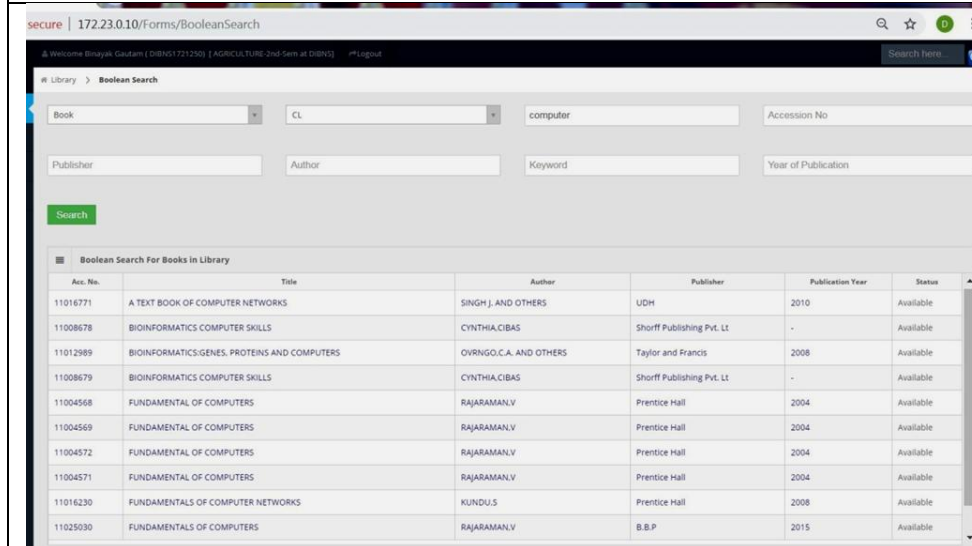 secure | 172.23.0.10/Forms/BooleanSearch D
Welcome Binayak Gautam ( DIBNS1721250) [ AGRICULTURE-2nd-Sem at DIBNS] Logout Search here...
Library > Boolean Search
Book CL computer Accession No
Publisher Author Keyword Year of Publication
Search
Boolean Search For Books in Library
Acc. No. Title Author Publisher Publication Year Status
11016771 A TEXT BOOK OF COMPUTER NETWORKS SINGH J. AND OTHERS UDH 2010 Available
11008678 BIOINFORMATICS COMPUTER SKILLS CYNTHIA,CIBAS Shorff Publishing Pvt. Lt - Available
11012989 BIOINFORMATICS:GENES, PROTEINS AND COMPUTERS OVRNGO,C.A. AND OTHERS Taylor and Francis 2008 Available
11008679 BIOINFORMATICS COMPUTER SKILLS CYNTHIA,CIBAS Shorff Publishing Pvt. Lt - Available
11004568 FUNDAMENTAL OF COMPUTERS RAJARAMAN,V Prentice Hall 2004 Available
11004569 FUNDAMENTAL OF COMPUTERS RAJARAMAN,V Prentice Hall 2004 Available
11004572 FUNDAMENTAL OF COMPUTERS RAJARAMAN,V Prentice Hall 2004 Available
11004571 FUNDAMENTAL OF COMPUTERS RAJARAMAN,V Prentice Hall 2004 Available
11016230 FUNDAMENTALS OF COMPUTER NETWORKS KUNDU.S Prentice Hall 2008 Available
11025030 FUNDAMENTALS OF COMPUTERS RAJARAMAN,V B.B.P 2015 Available